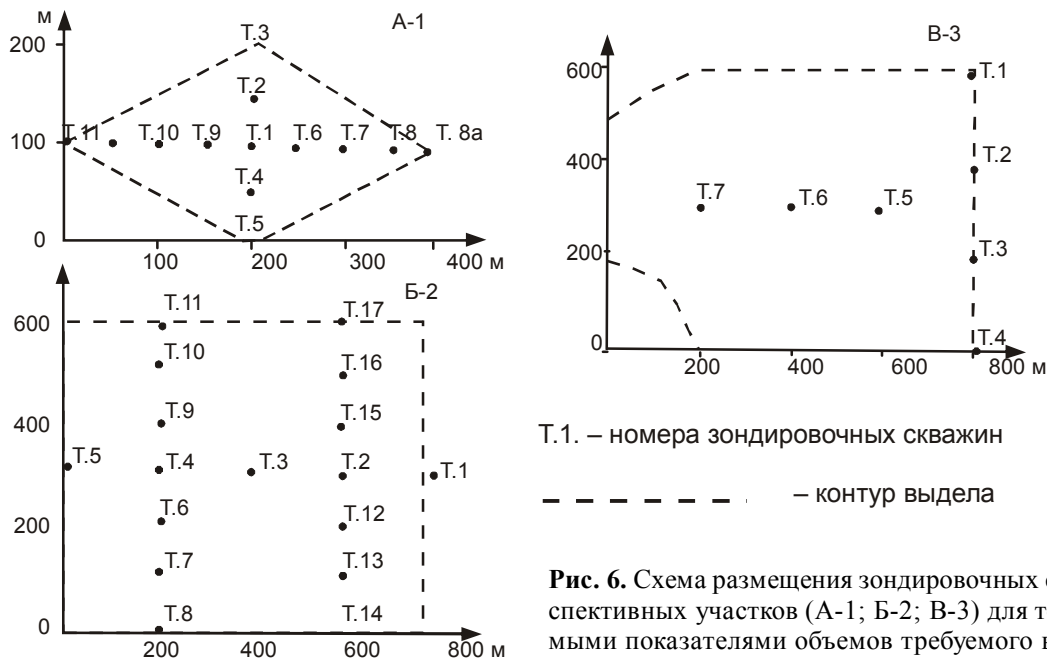 м
А-1
Т.3
200
Т.2
100
Т.11 Т.10 Т.9 Т.1 Т.6 Т.7 Т.8 Т. 8а
Т.4
Т.5
0
100 200 300 400 м
Б-2
600
Т.11 Т.17
Т.10 Т.16
400
Т.9 Т.15
Т.5 Т.4 Т.3 Т.2 Т.1
200
Т.6 Т.12
Т.7 Т.13
Т.8 Т.14
0
200 400 600 800 м
В-3
600
Т.1
400
Т.2
Т.7 Т.6 Т.5
200
Т.3
0
Т.4
200 400 600 800 м
Т.1. – номера зондировочных скважин
– контур выдела
Рис. 6. Схема размещения зондировочных
спективных участков (А-1; Б-2; В-3) для
мыми показателями объемов требуемого